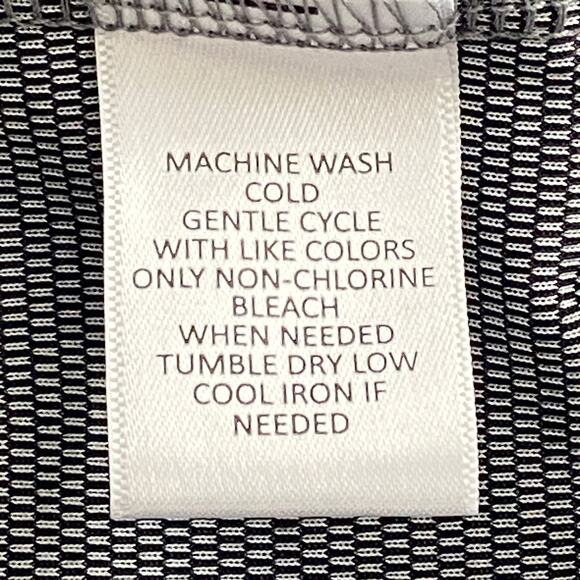 MACHINE WASH
COLD
GENTLE CYCLE
WITH LIKE COLORS
ONLY NON-CHLORINE
BLEACH
WHEN NEEDED
TUMBLE DRY LOW
COOL IRON IF
NEEDED